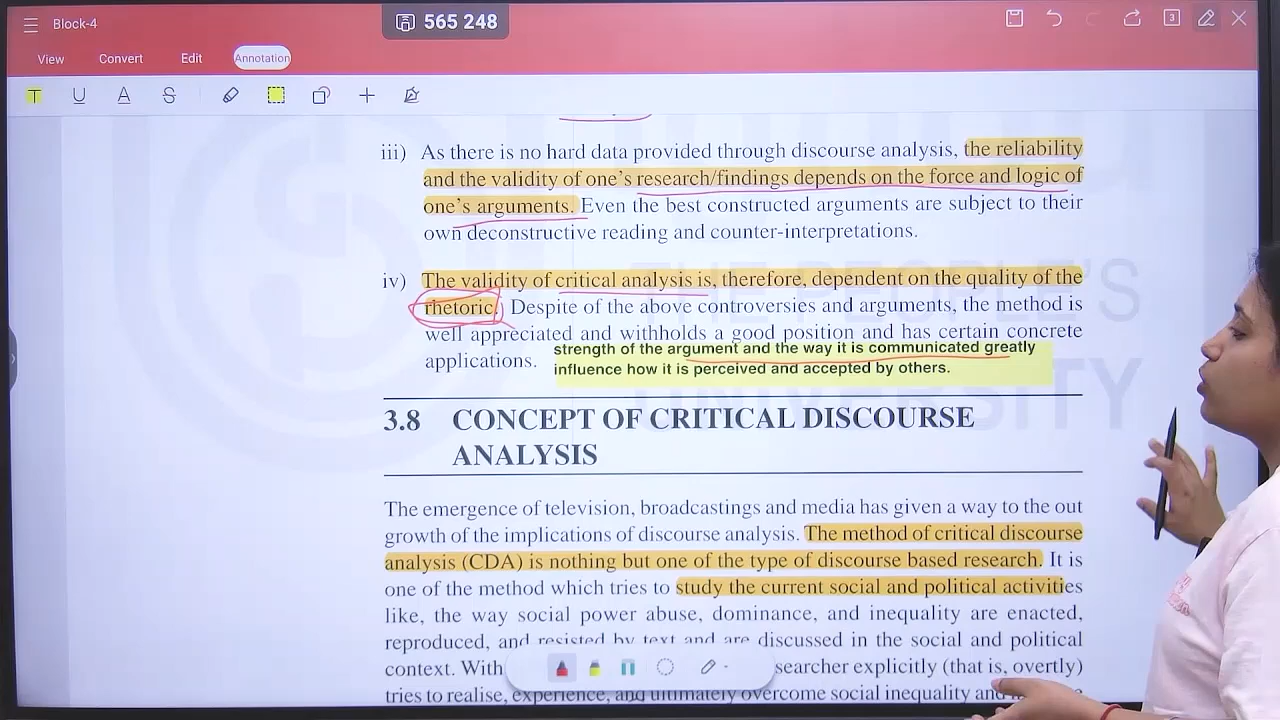 Block-4
565 248
3
View Convert Edit Annotation
iii) As there is no hard data provided through discourse analysis, the reliability
and the validity of one's research/findings depends on the force and logic of
one's arguments. Even the best constructed arguments are subject to their
own deconstructive reading and counter-interpretations.
iv) The validity of critical analysis is, therefore, dependent on the quality of the
rhetoric. Despite of the above controversies and arguments, the method is
well appreciated and withholds a good position and has certain concrete
applications.
strength of the argument and the way it is communicated greatly
influence how it is perceived and accepted by others.
THE PEOPLE'S
UNIVERSITY
3.8 CONCEPT OF CRITICAL DISCOURSE
ANALYSIS
The emergence of television, broadcastings and media has given a way to the out
growth of the implications of discourse analysis. The method of critical discourse
analysis (CDA) is nothing but one of the type of discourse based research. It is
one of the method which tries to study the current social and political activities
like, the way social power abuse, dominance, and inequality are enacted,
reproduced, and resisted by text and are discussed in the social and political
context. With searcher explicitly (that is, overtly)
tries to realise, experience, and ultimately overcome social inequality and